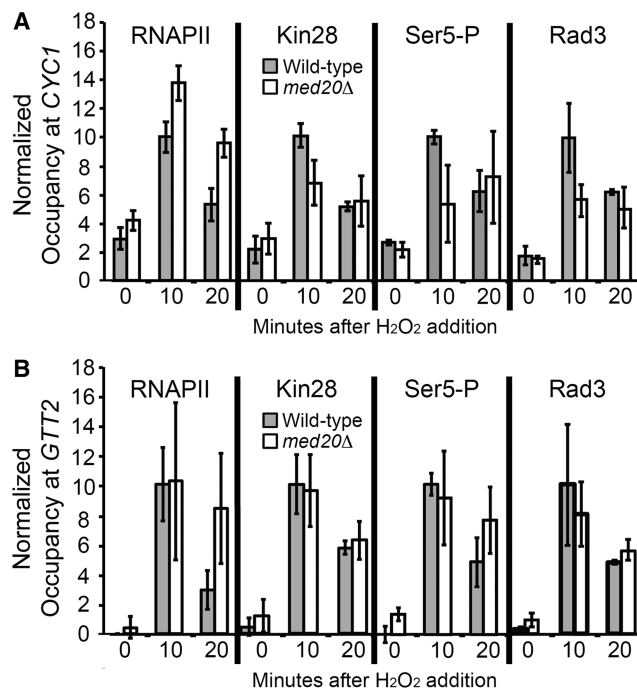 A
RNAPII Kin28 Ser5-P Rad3
Wild-type
med20Δ
Normalized
Occupancy at CYC1
18
16
14
12
10
8
6
4
2
0
0 10 20 0 10 20 0 10 20 0 10 20
Minutes after H2O2 addition
B
RNAPII Kin28 Ser5-P Rad3
Wild-type
med20Δ
Normalized
Occupancy at GTT2
18
16
14
12
10
8
6
4
2
0
0 10 20 0 10 20 0 10 20 0 10 20
Minutes after H2O2 addition